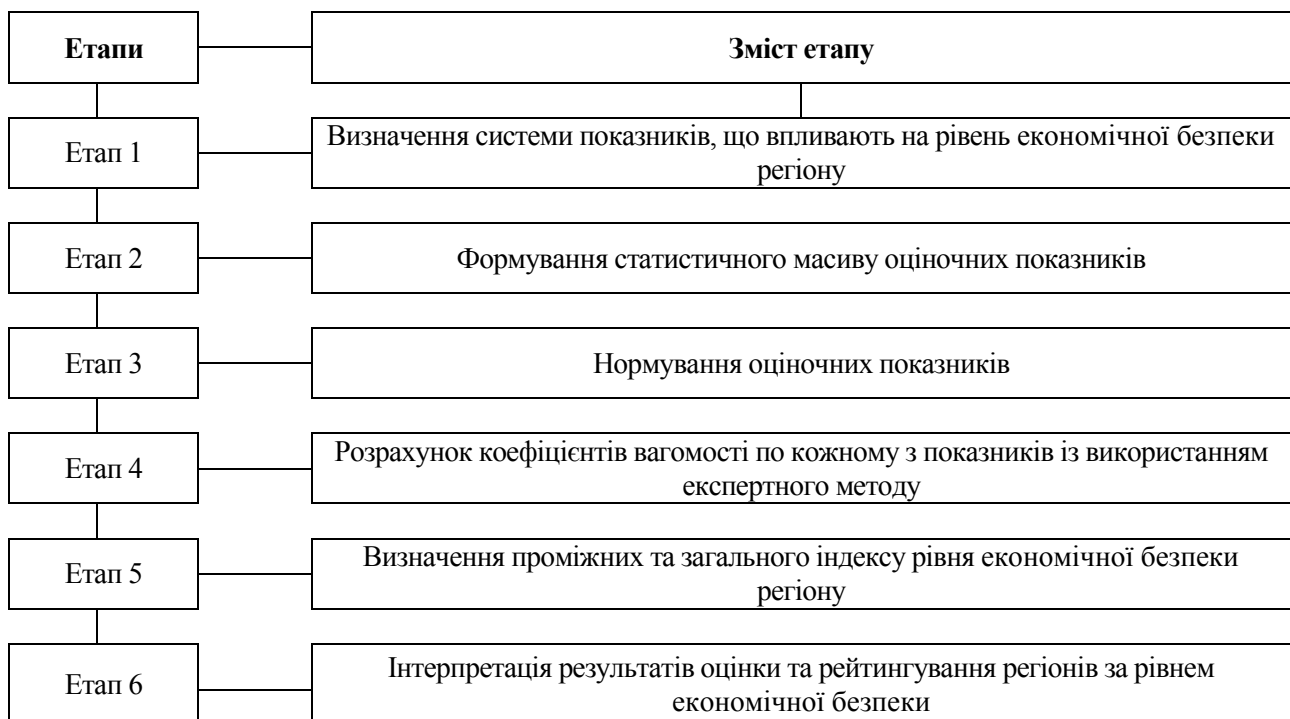 Етапи
Зміст етапу
Етап 1
Визначення системи показників, що впливають на рівень економічної безпеки
регіону
Етап 2
Формування статистичного масиву оціночних показників
Етап 3
Нормування оціночних показників
Етап 4
Розрахунок коефіцієнтів вагомості по кожному з показників із використанням
експертного методу
Етап 5
Визначення проміжних та загального індексу рівня економічної безпеки
регіону
Етап 6
Інтерпретація результатів оцінки та рейтингування регіонів за рівнем
економічної безпеки